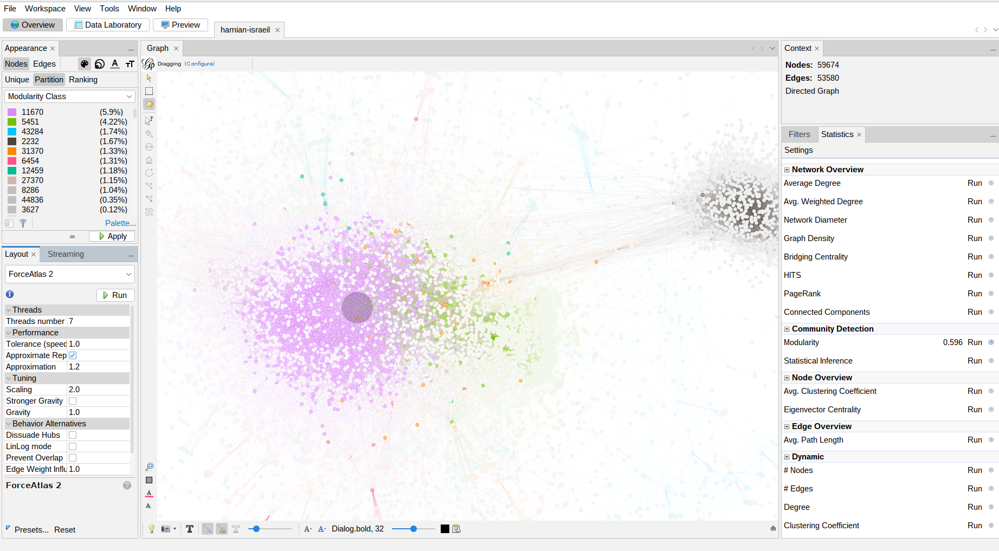 File Workspace View Tools Window Help
Overview Data Laboratory Preview hamian-israeil
Appearance
Nodes Edges
Unique Partition Ranking
Modularity Class
11670 (5.9%)
5451 (4.22%)
43284 (1.74%)
2232 (1.67%)
31370 (1.33%)
6454 (1.31%)
12459 (1.18%)
27370 (1.15%)
8286 (1.04%)
44836 (0.35%)
3627 (0.12%)
Palette...
Apply
Layout Streaming
ForceAtlas 2
Run
Threads
Threads number 7
Performance
Tolerance (speed 1.0
Approximate Rep
Approximation 1.2
Tuning
Scaling 2.0
Stronger Gravity
Gravity 1.0
Behavior Alternatives
Dissuade Hubs
LinLog mode
Prevent Overlap
Edge Weight Influ 1.0
ForceAtlas 2
Presets... Reset
Graph
Dragging (Configure)
Dialog.bold, 32
Context
Nodes: 59674
Edges: 53580
Directed Graph
Filters Statistics
Settings
Network Overview
Average Degree Run
Avg. Weighted Degree Run
Network Diameter Run
Graph Density Run
Bridging Centrality Run
HITS Run
PageRank Run
Connected Components Run
Community Detection
Modularity 0.596 Run
Statistical Inference Run
Node Overview
Avg. Clustering Coefficient Run
Eigenvector Centrality Run
Edge Overview
Avg. Path Length Run
Dynamic
# Nodes Run
# Edges Run
Degree Run
Clustering Coefficient Run